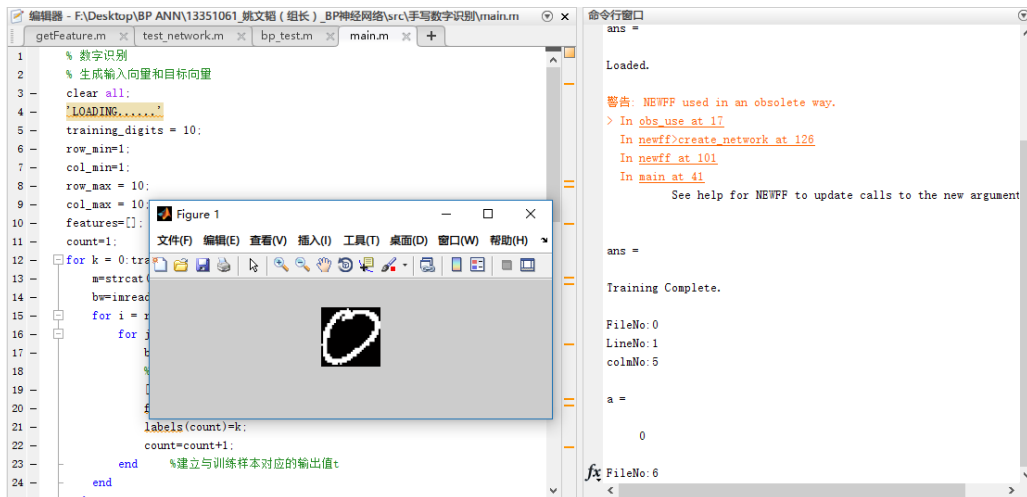 编辑器 - F:\Desktop\BP ANN\13351061_姚文韬（组长）_BP神经网络\src\手写数字识别\main.m
getFeature.m
test_network.m
bp_test.m
main.m
1 % 数字识别
2 % 生成输入向量和目标向量
3 - clear all;
4 - 'LOADING......'
5 - training_digits = 10;
6 - row_min=1;
7 - col_min=1;
8 - row_max = 10;
9 - col_max = 10;
10 - features=[];
11 - count=1;
12 - for k = 0:tra
13 - m=strcat(
14 - bw=imread
15 - for i = r
16 - for j
17 - b
18 %
19 - [
20 - f
21 - labels(count)=k;
22 - count=count+1;
23 - end %建立与训练样本对应的输出值t
24 - end
Figure 1
文件(F) 编辑(E) 查看(V) 插入(I) 工具(T) 桌面(D) 窗口(W) 帮助(H)
命令行窗口
ans =
Loaded.
警告: NEWFF used in an obsolete way.
> In obs_use at 17
In newff>create_network at 126
In newff at 101
In main at 41
See help for NEWFF to update calls to the new argument
ans =
Training Complete.
FileNo:0
LineNo:1
colmNo:5
a =
0
fx FileNo:6